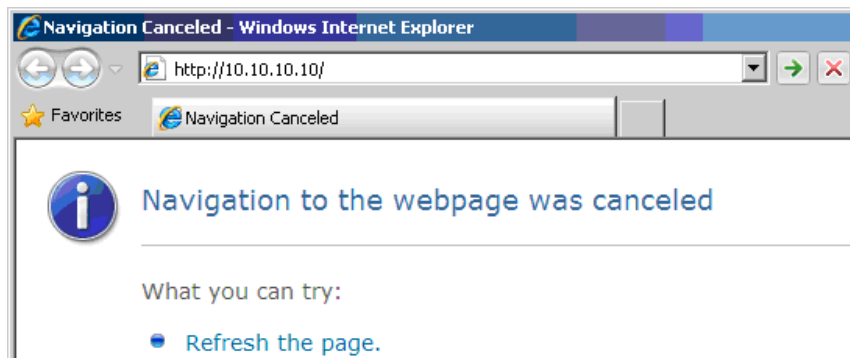 Navigation Canceled - Windows Internet Explorer
http://10.10.10.10/
Favorites Navigation Canceled
Navigation to the webpage was canceled
What you can try:
Refresh the page.